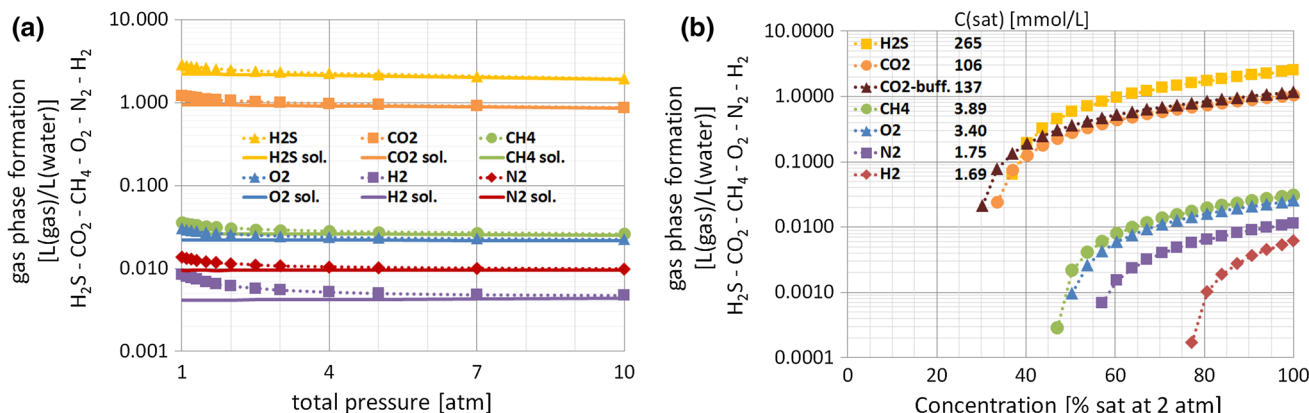 (a)
gas phase formation
[L(gas)/L(water)]
H₂S - CO₂ - CH₄ - O₂ - N₂ - H₂
10.000
1.000
0.100
0.010
0.001
H2S CO2 CH4
H2S sol. CO2 sol. CH4 sol.
O2 H2 N2
O2 sol. H2 sol. N2 sol.
1 4 7 10
total pressure [atm]
(b)
gas phase formation
[L(gas)/L(water)]
H₂S - CO₂ - CH₄ - O₂ - N₂ - H₂
C(sat) [mmol/L]
10.0000
1.0000
0.1000
0.0100
0.0010
0.0001
H2S 265
CO2 106
CO2-buff. 137
CH4 3.89
O2 3.40
N2 1.75
H2 1.69
0 20 40 60 80 100
Concentration [% sat at 2 atm]